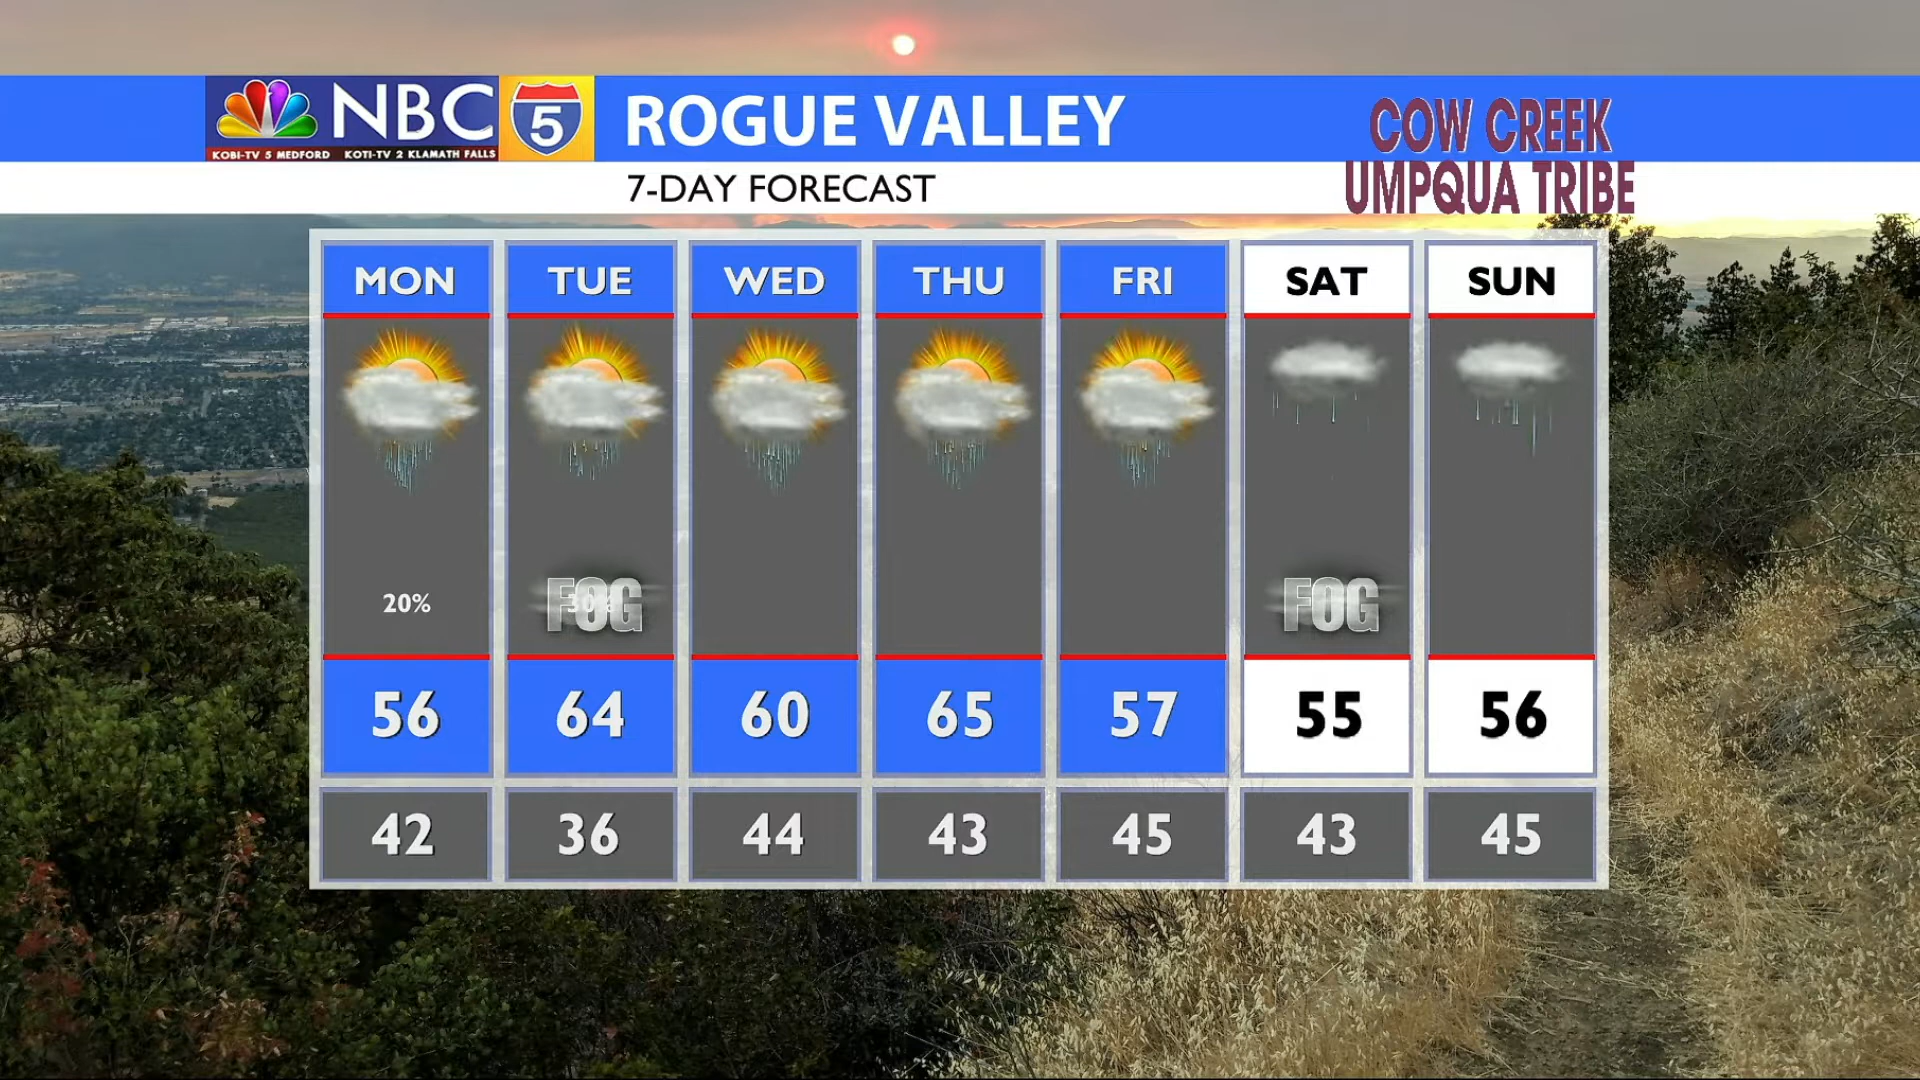 NBC 5
KOBI-TV 5 MEDFORD KOTI-TV 2 KLAMATH FALLS
ROGUE VALLEY
7-DAY FORECAST
COW CREEK
UMPQUA TRIBE
MON TUE WED THU FRI SAT SUN
20% FOG 30% FOG
56 64 60 65 57 55 56
42 36 44 43 45 43 45